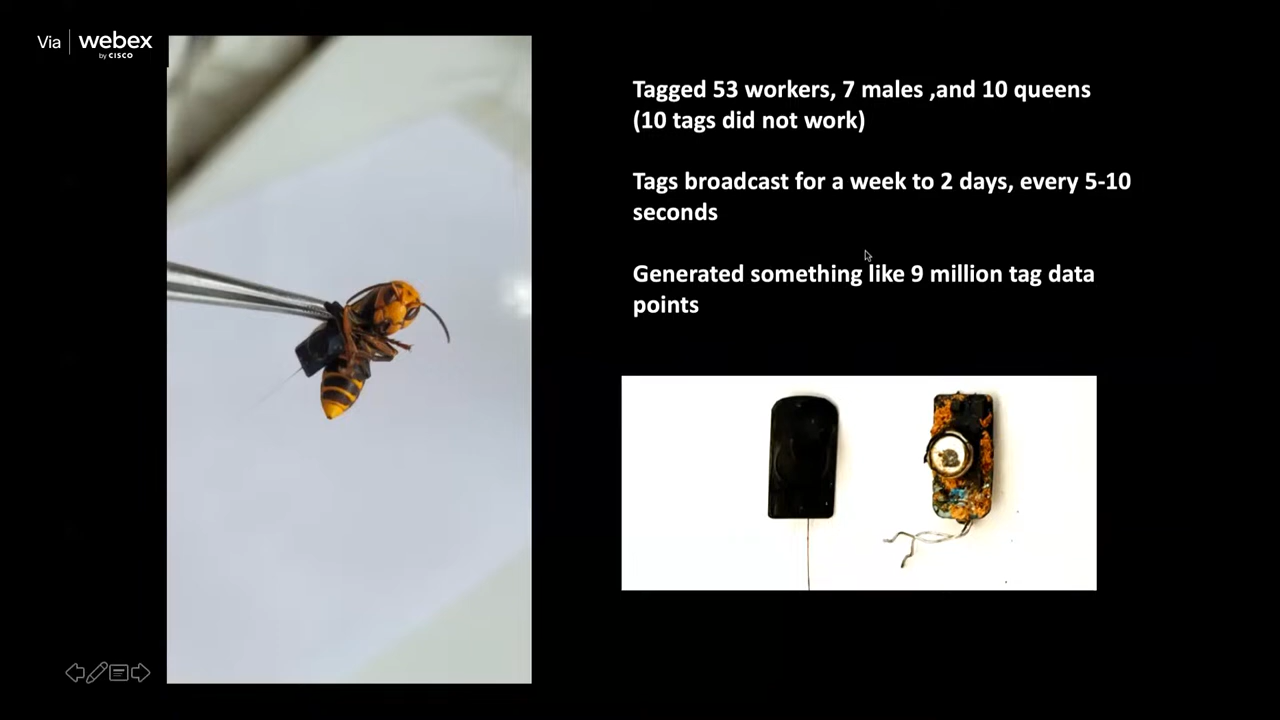 Via webex
by CISCO
Tagged 53 workers, 7 males ,and 10 queens
(10 tags did not work)
Tags broadcast for a week to 2 days, every 5-10
seconds
Generated something like 9 million tag data
points